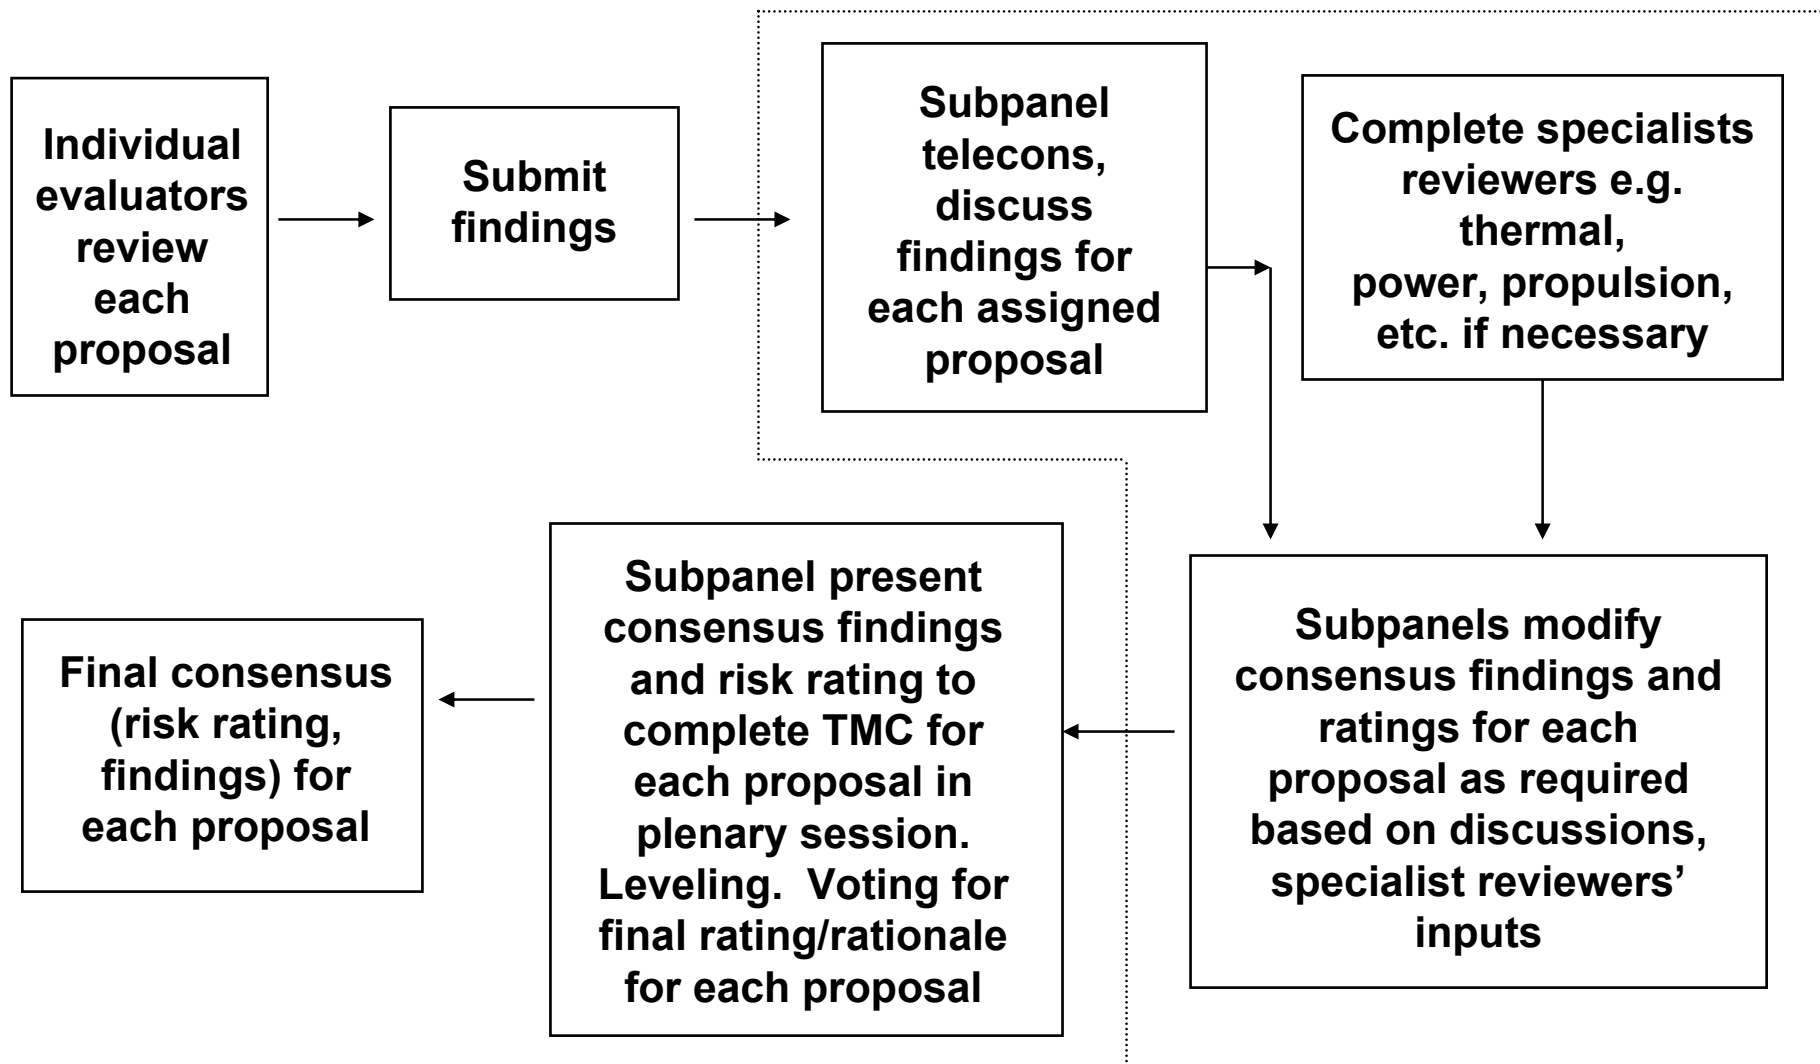 Individual
evaluators
review
each
proposal
Submit
findings
Subpanel
telecons,
discuss
findings for
each assigned
proposal
Complete specialists
reviewers e.g.
thermal,
power, propulsion,
etc. if necessary
Subpanels modify
consensus findings and
ratings for each
proposal as required
based on discussions,
specialist reviewers’
inputs
Subpanel present
consensus findings
and risk rating to
complete TMC for
each proposal in
plenary session.
Leveling.  Voting for
final rating/rationale
for each proposal
Final consensus
(risk rating,
findings) for
each proposal